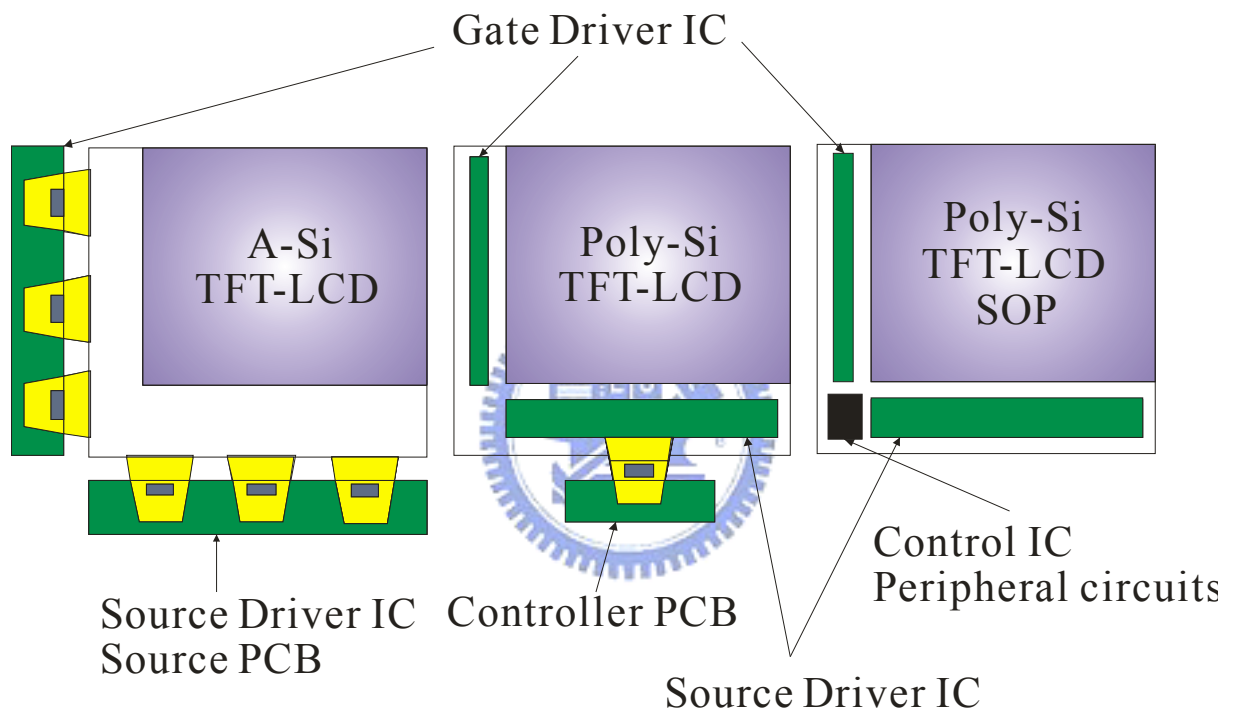 Gate Driver IC
A-Si
TFT-LCD
Poly-Si
TFT-LCD
Poly-Si
TFT-LCD
SOP
Source Driver IC
Source PCB
Controller PCB
Control IC
Peripheral circuits
Source Driver IC